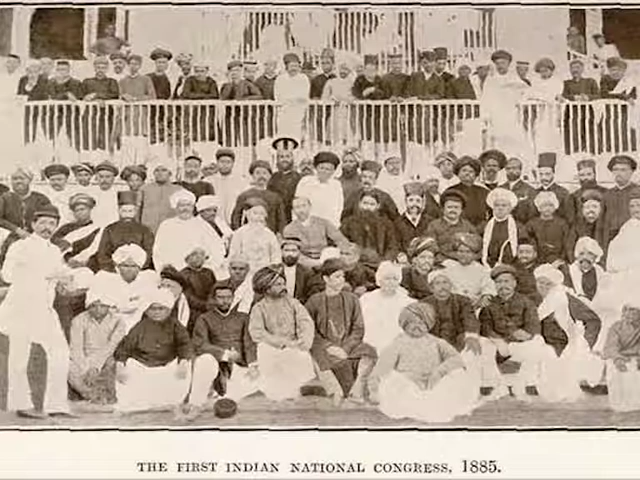 THE FIRST INDIAN NATIONAL CONGRESS, 1885.